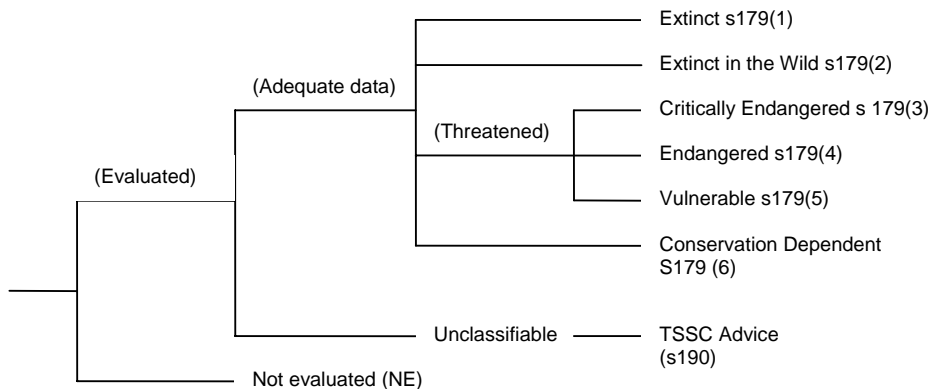 Extinct s179(1)
Extinct in the Wild s179(2)
(Adequate data)
Critically Endangered s 179(3)
(Threatened)
Endangered s179(4)
(Evaluated)
Vulnerable s179(5)
Conservation Dependent
S179 (6)
Unclassifiable
TSSC Advice
(s190)
Not evaluated (NE)